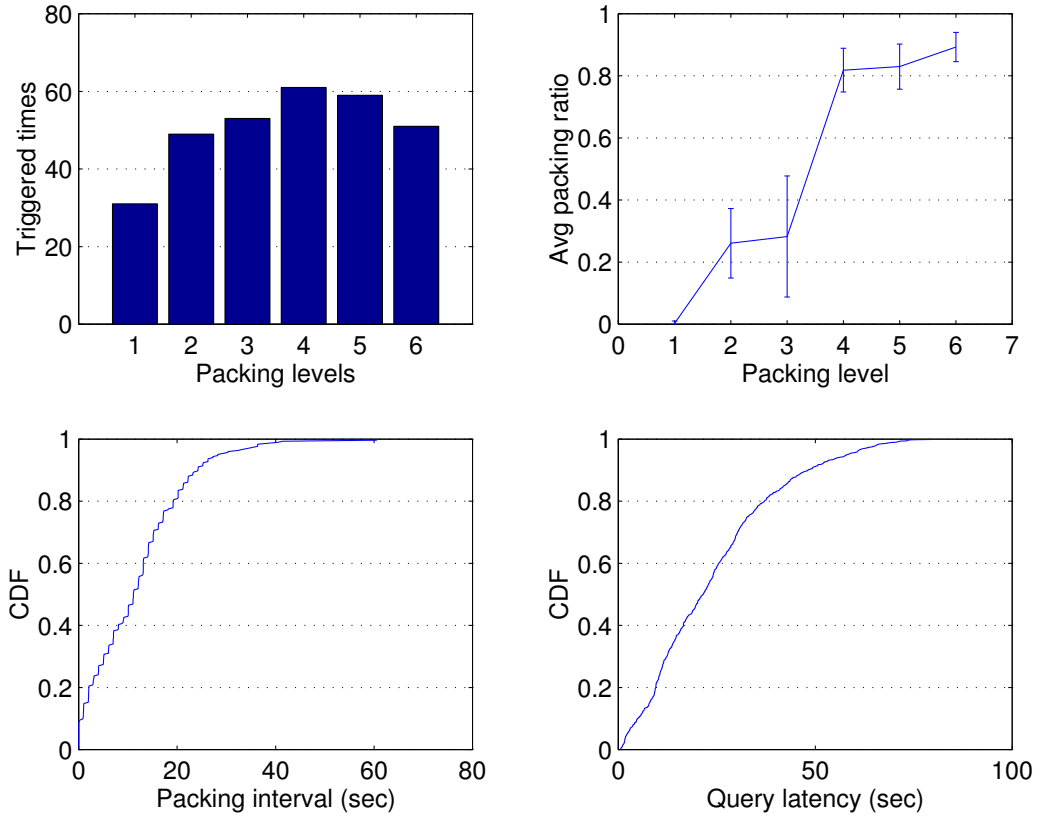 80
60
40
20
0
Triggered times
1 2 3 4 5 6
Packing levels
1
0.8
0.6
0.4
0.2
0
Avg packing ratio
0 1 2 3 4 5 6 7
Packing level
1
0.8
0.6
0.4
0.2
0
CDF
0 20 40 60 80
Packing interval (sec)
1
0.8
0.6
0.4
0.2
0
CDF
0 50 100
Query latency (sec)